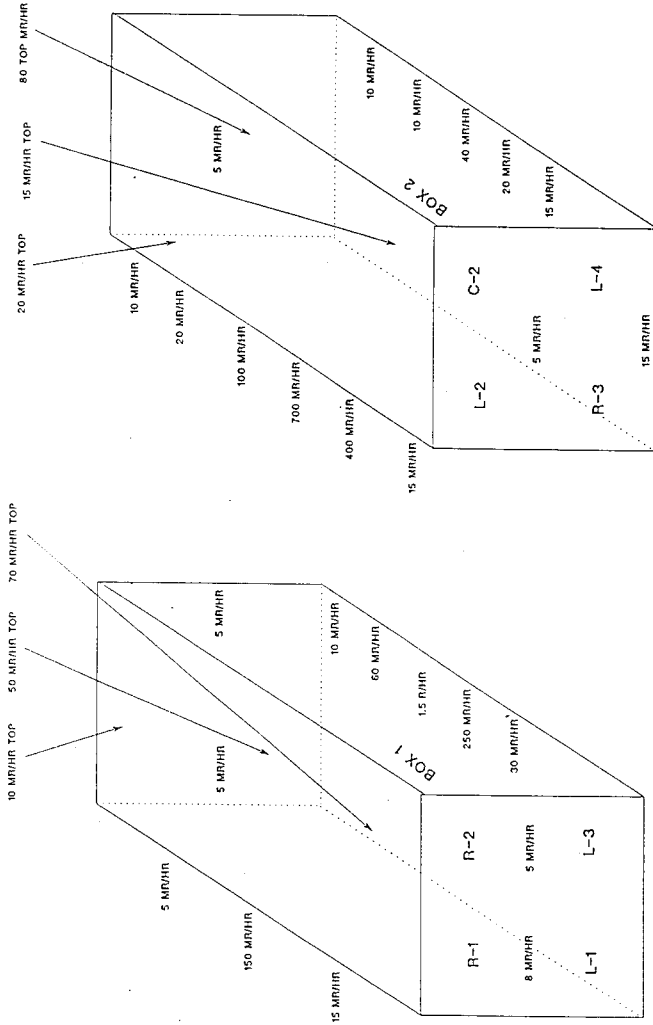 10 MR/HR TOP
50 MR/HR TOP
70 MR/HR TOP
5 MR/HR
5 MR/HR
5 MR/HR
150 MR/HR
15 MR/HR
10 MR/HR
60 MR/HR
1.5 R/HR
250 MR/HR
30 MR/HR
BOX 1
R-1
R-2
8 MR/HR
5 MR/HR
L-1
L-3
20 MR/HR TOP
15 MR/HR TOP
80 TOP MR/HR
5 MR/HR
10 MR/HR
20 MR/HR
100 MR/HR
700 MR/HR
400 MR/HR
15 MR/HR
10 MR/HR
10 MR/HR
40 MR/HR
20 MR/HR
15 MR/HR
BOX 2
L-2
C-2
5 MR/HR
R-3
L-4
15 MR/HR